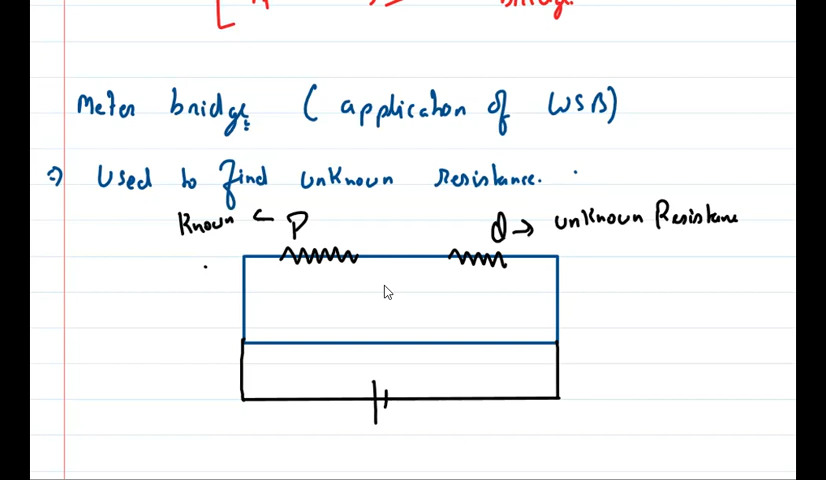 Meter bridge: (application of WSB)
=> Used to find unknown resistance.
Known <- P Q -> unknown Resistance